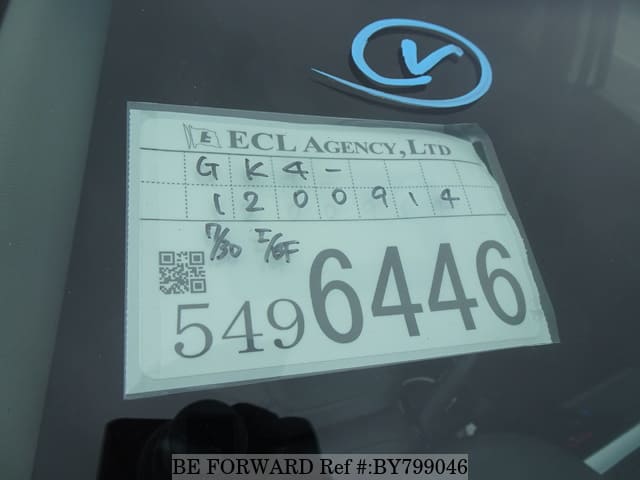 E ECL AGENCY, LTD
GK4-
1200914
7/30 I/GF
5496446
BE FORWARD Ref #:BY799046